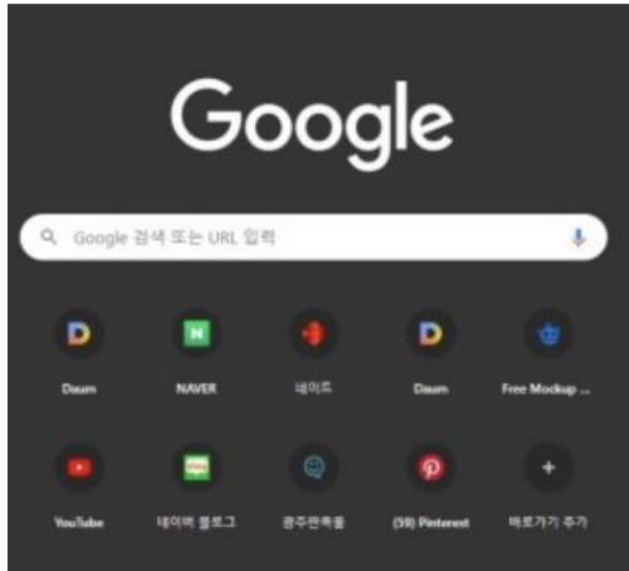 Google
Google 검색 또는 URL 입력
Daum NAVER 네이트 Daum Free Mockup ...
YouTube 네이버 블로그 광주만족몰 (59) Pinterest 바로가기 추가